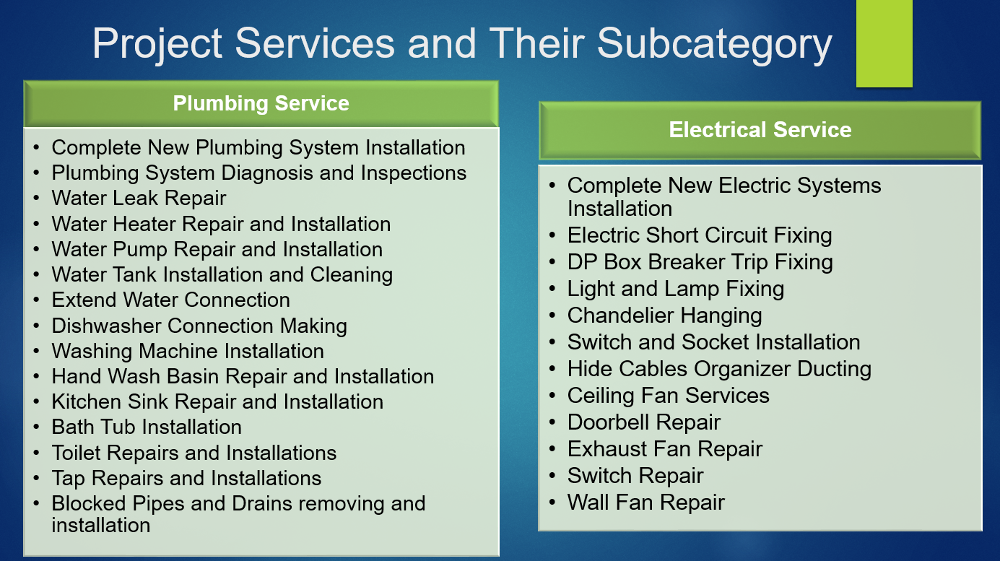 Project Services and Their Subcategory
Plumbing Service
• Complete New Plumbing System Installation
• Plumbing System Diagnosis and Inspections
• Water Leak Repair
• Water Heater Repair and Installation
• Water Pump Repair and Installation
• Water Tank Installation and Cleaning
• Extend Water Connection
• Dishwasher Connection Making
• Washing Machine Installation
• Hand Wash Basin Repair and Installation
• Kitchen Sink Repair and Installation
• Bath Tub Installation
• Toilet Repairs and Installations
• Tap Repairs and Installations
• Blocked Pipes and Drains removing and
installation
Electrical Service
• Complete New Electric Systems
Installation
• Electric Short Circuit Fixing
• DP Box Breaker Trip Fixing
• Light and Lamp Fixing
• Chandelier Hanging
• Switch and Socket Installation
• Hide Cables Organizer Ducting
• Ceiling Fan Services
• Doorbell Repair
• Exhaust Fan Repair
• Switch Repair
• Wall Fan Repair